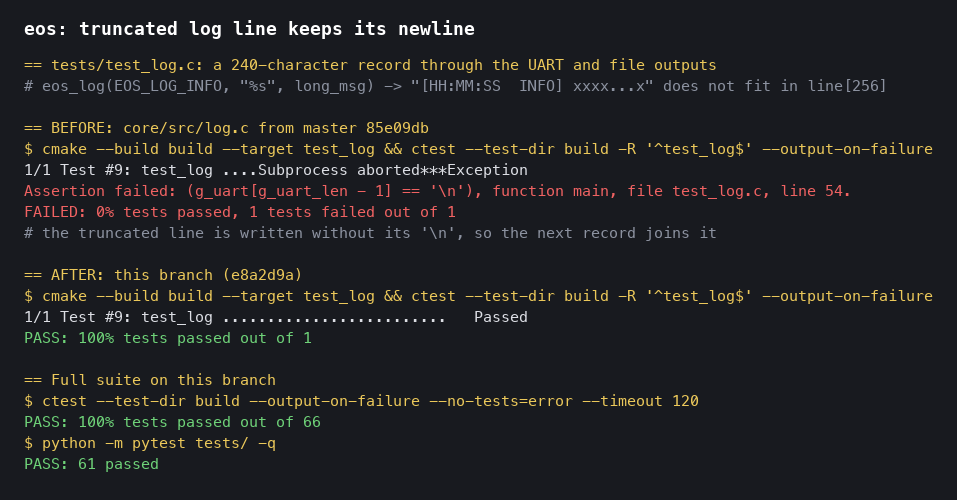 eos: truncated log line keeps its newline
== tests/test_log.c: a 240-character record through the UART and file outputs
# eos_log(EOS_LOG_INFO, "%s", long_msg) -> "[HH:MM:SS  INFO] xxxx...x" does not fit in line[256]
== BEFORE: core/src/log.c from master 85e09db
$ cmake --build build --target test_log && ctest --test-dir build -R '^test_log$' --output-on-failure
1/1 Test #9: test_log ....Subprocess aborted***Exception
Assertion failed: (g_uart[g_uart_len - 1] == '\n'), function main, file test_log.c, line 54.
FAILED: 0% tests passed, 1 tests failed out of 1
# the truncated line is written without its '\n', so the next record joins it
== AFTER: this branch (e8a2d9a)
$ cmake --build build --target test_log && ctest --test-dir build -R '^test_log$' --output-on-failure
1/1 Test #9: test_log .........................   Passed
PASS: 100% tests passed out of 1
== Full suite on this branch
$ ctest --test-dir build --output-on-failure --no-tests=error --timeout 120
PASS: 100% tests passed out of 66
$ python -m pytest tests/ -q
PASS: 61 passed